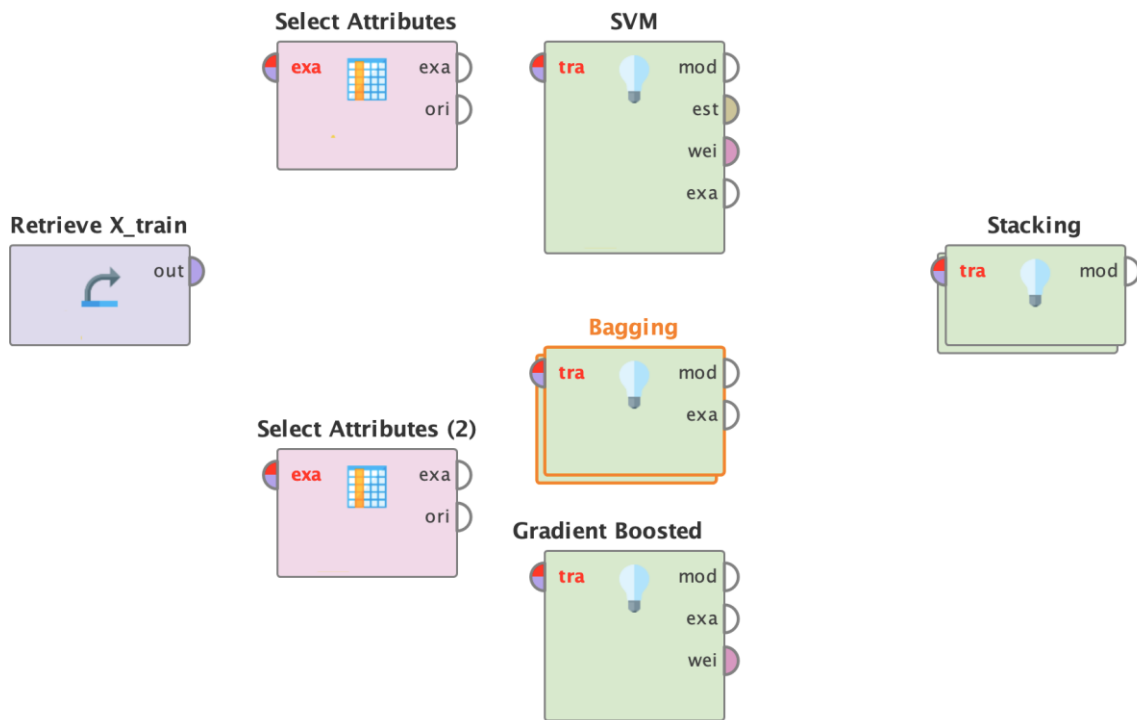 Select Attributes
exa exa
ori
SVM
tra mod
est
wei
exa
Retrieve X_train
out
Stacking
tra mod
Bagging
tra mod
exa
Select Attributes (2)
exa exa
ori
Gradient Boosted
tra mod
exa
wei